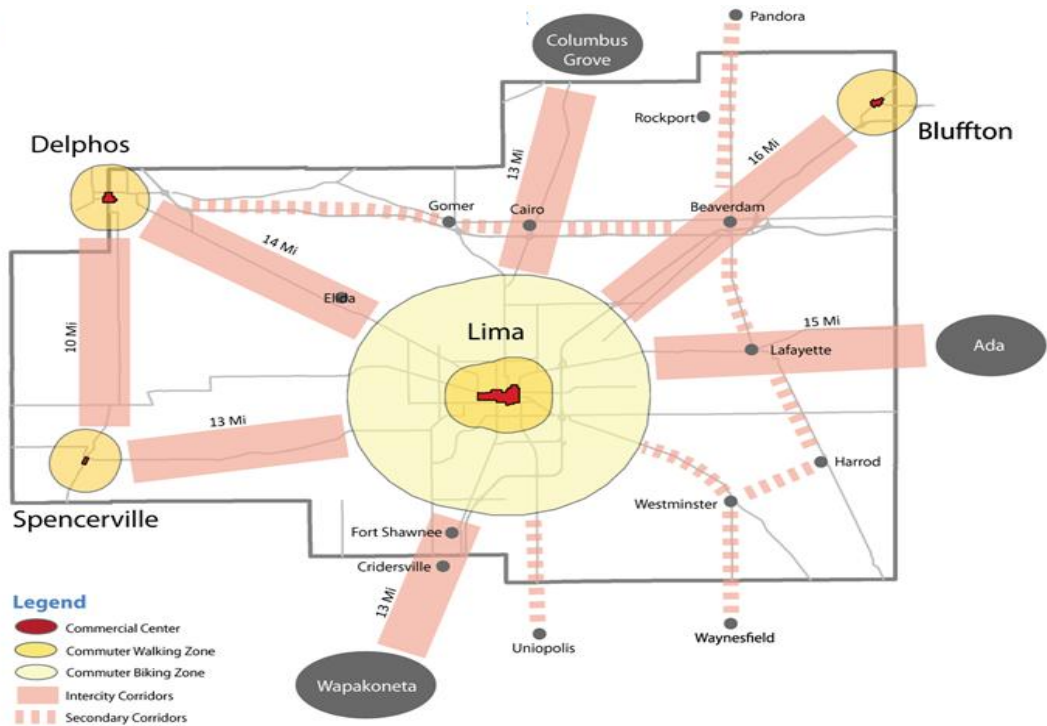 Pandora
Columbus
Grove
Rockport
Bluffton
Delphos
16 Mi
13 Mi
Gomer
Cairo
Beaverdam
14 Mi
Elida
10 Mi
Lima
15 Mi
Lafayette
Ada
13 Mi
Harrod
Westminster
Spencerville
Fort Shawnee
Cridersville
13 Mi
Uniopolis
Waynesfield
Wapakoneta
Legend
Commercial Center
Commuter Walking Zone
Commuter Biking Zone
Intercity Corridors
Secondary Corridors